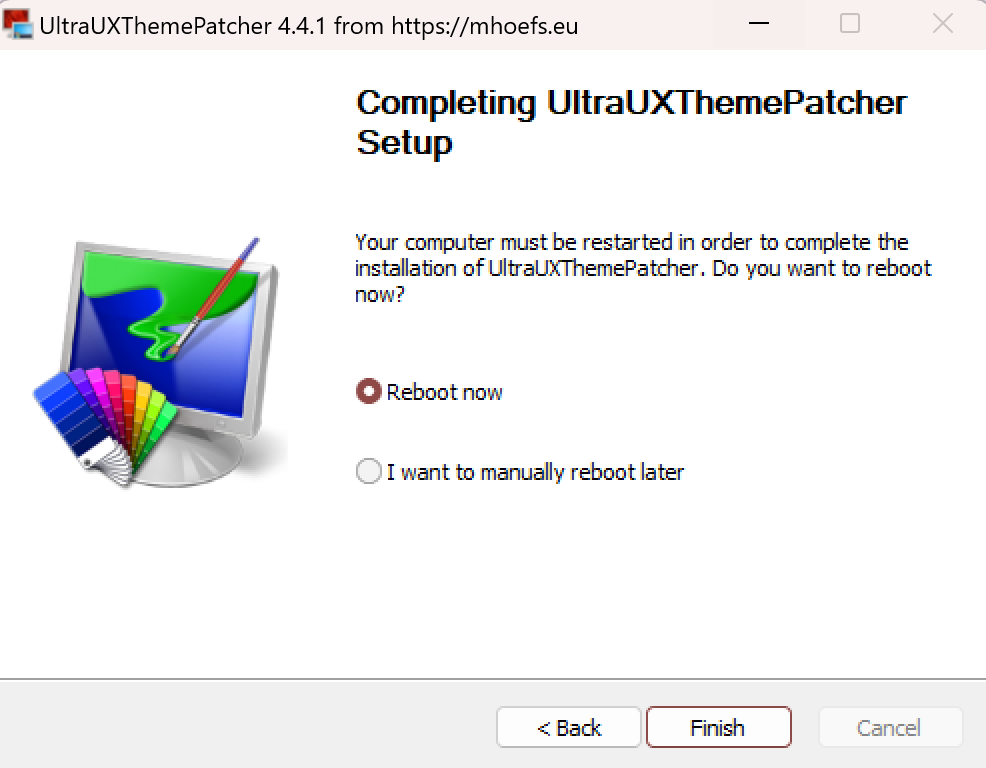 UltraUXThemePatcher 4.4.1 from https://mhoefs.eu
Completing UltraUXThemePatcher
Setup
Your computer must be restarted in order to complete the
installation of UltraUXThemePatcher. Do you want to reboot
now?
Reboot now
I want to manually reboot later
< Back
Finish
Cancel